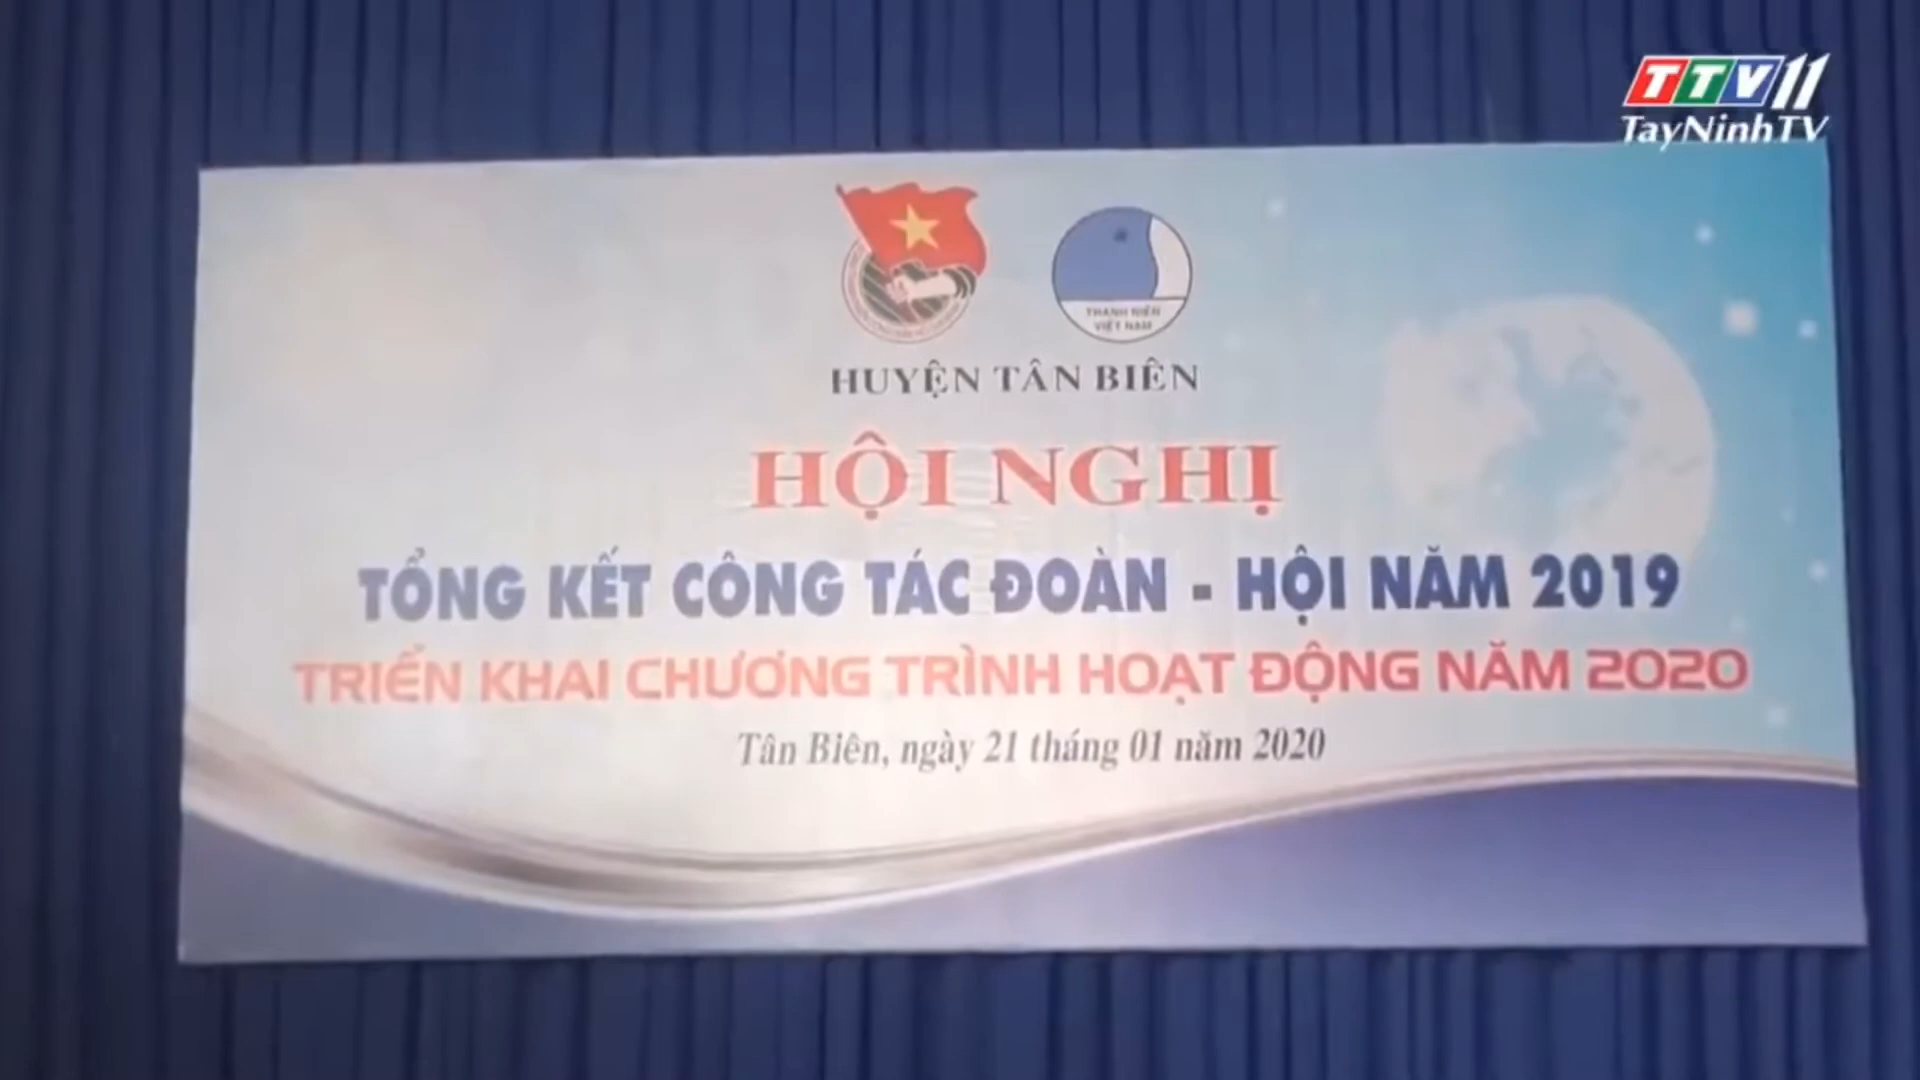 TTV11
TayNinhTV
THANH NIÊN
VIỆT NAM
HUYỆN TÂN BIÊN
HỘI NGHỊ
TỔNG KẾT CÔNG TÁC ĐOÀN - HỘI NĂM 2019
TRIỂN KHAI CHƯƠNG TRÌNH HOẠT ĐỘNG NĂM 2020
Tân Biên, ngày 21 tháng 01 năm 2020